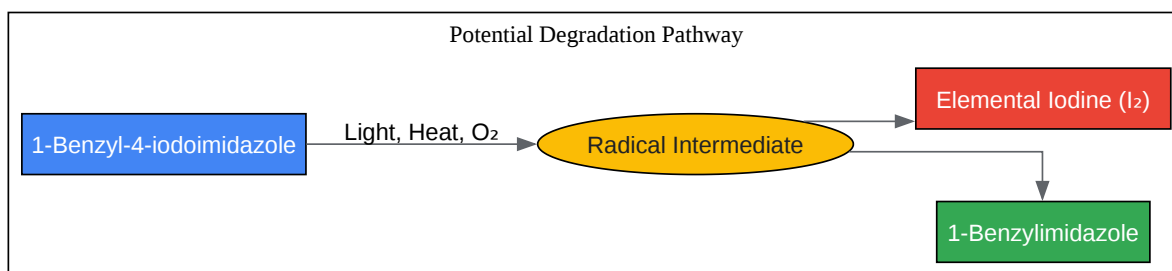 Potential Degradation Pathway
1-Benzyl-4-iodoimidazole
Light, Heat, O₂
Radical Intermediate
Elemental Iodine (I₂)
1-Benzylimidazole